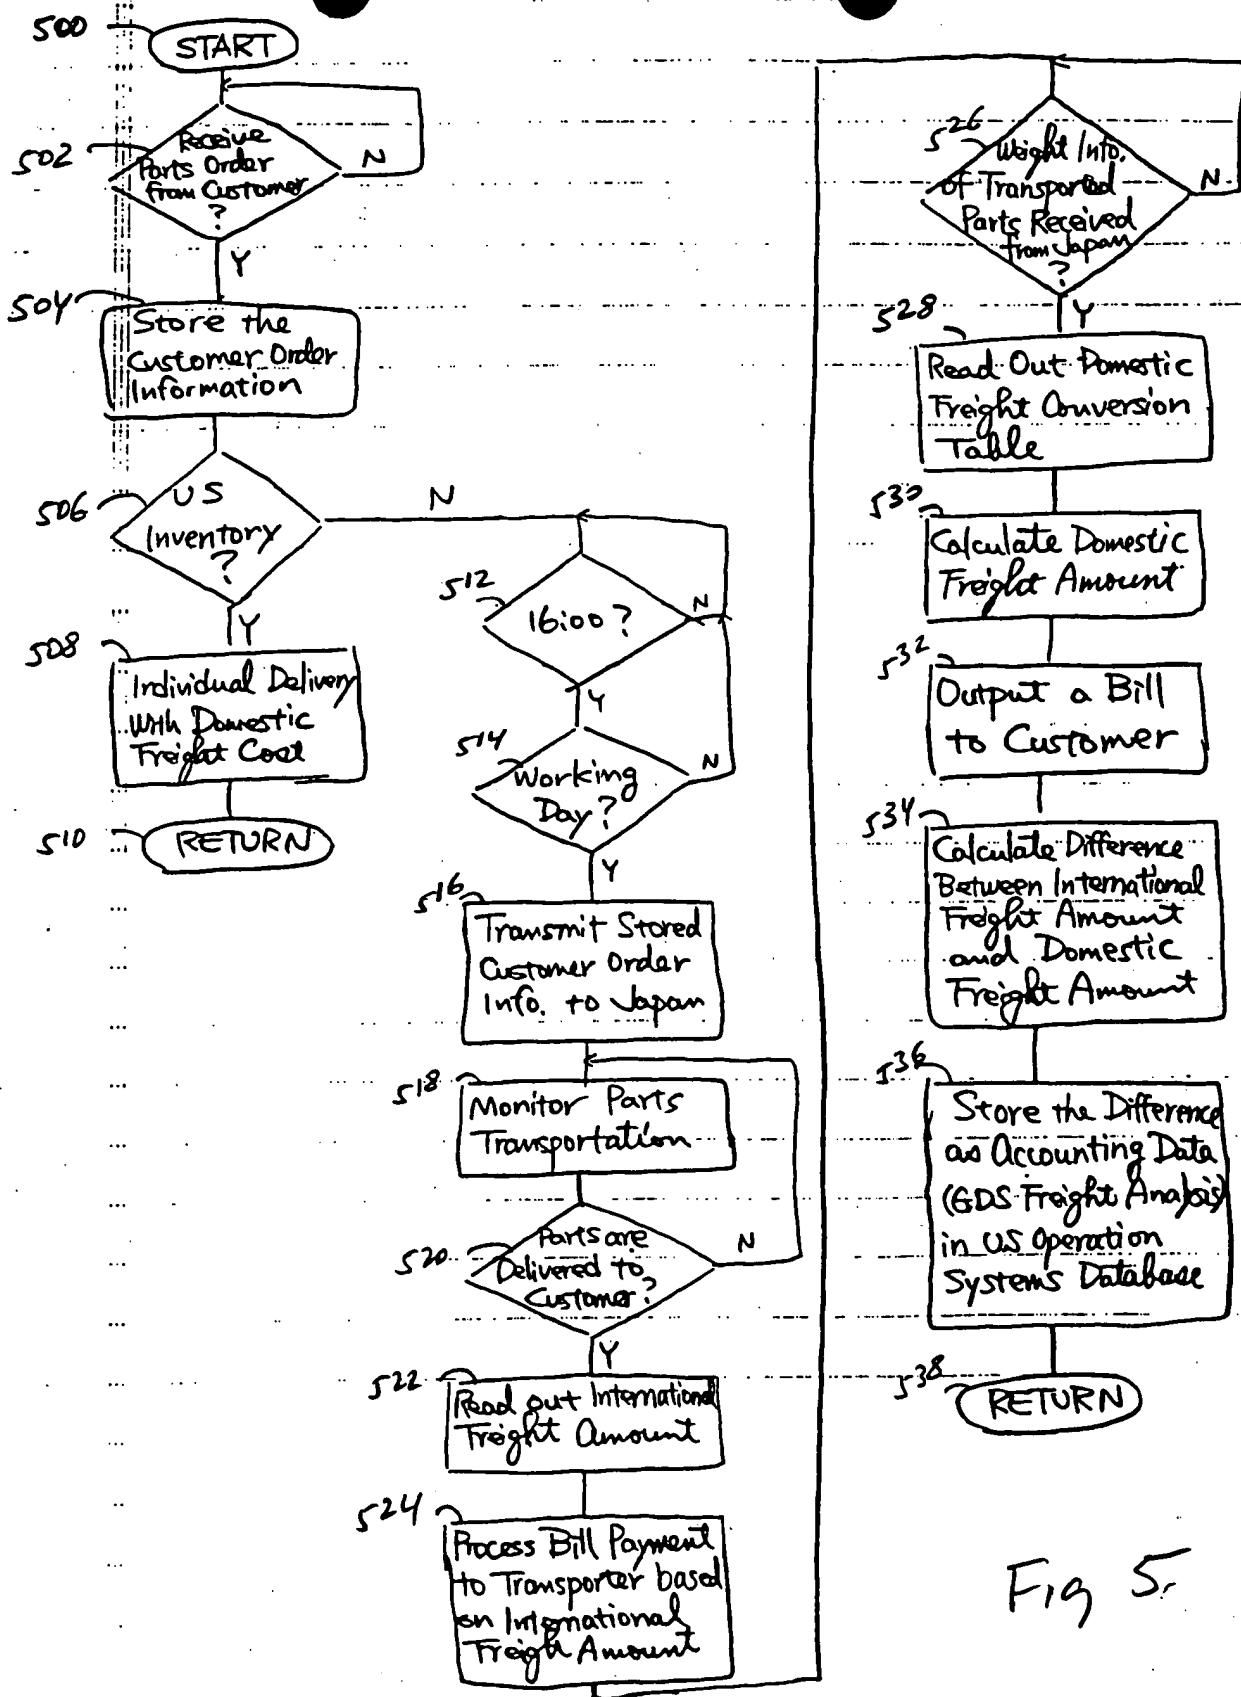 500
START
502
Receive
Parts Order
from Customer
?
N
Y
504
Store the
Customer Order
Information
506
US
Inventory
?
N
Y
508
Individual Delivery
with Domestic
Freight Cost
510
RETURN
512
16:00?
N
Y
514
Working
Day?
N
Y
516
Transmit Stored
Customer Order
Info. to Japan
518
Monitor Parts
Transportation
520
Parts are
Delivered to
Customer?
N
Y
522
Read out International
Freight Amount
524
Process Bill Payment
to Transporter based
on International
Freigh Amount
526
Weight Info.
of Transported
Parts Received
from Japan
?
N
Y
528
Read Out Domestic
Freight Conversion
Table
530
Calculate Domestic
Freight Amount
532
Output a Bill
to Customer
534
Calculate Difference
Between International
Freight Amount
and Domestic
Freight Amount
536
Store the Difference
as Accounting Data
(GDS Freight Analysis)
in US Operation
Systems Database
538
RETURN
Fig 5.